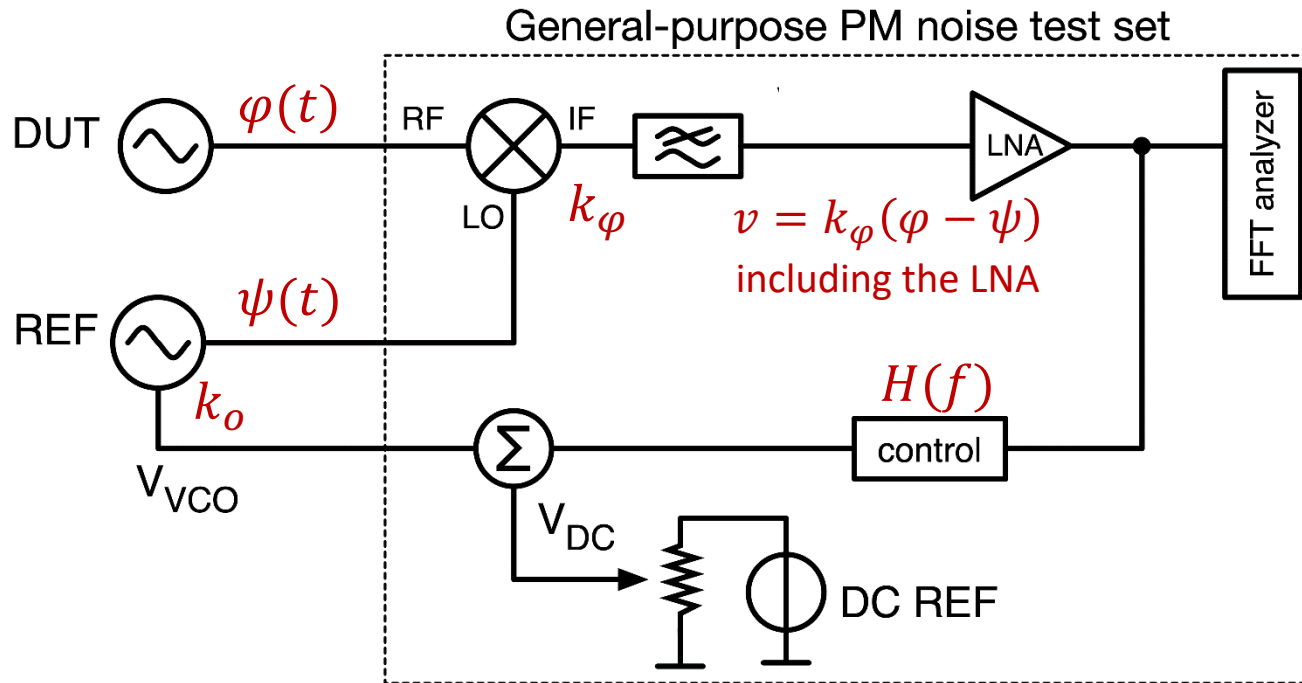 General-purpose PM noise test set
DUT
φ(t)
RF
IF
LO
k_φ
LNA
FFT analyzer
v = k_φ(φ − ψ)
including the LNA
REF
ψ(t)
k_o
H(f)
control
Σ
V_VCO
V_DC
DC REF